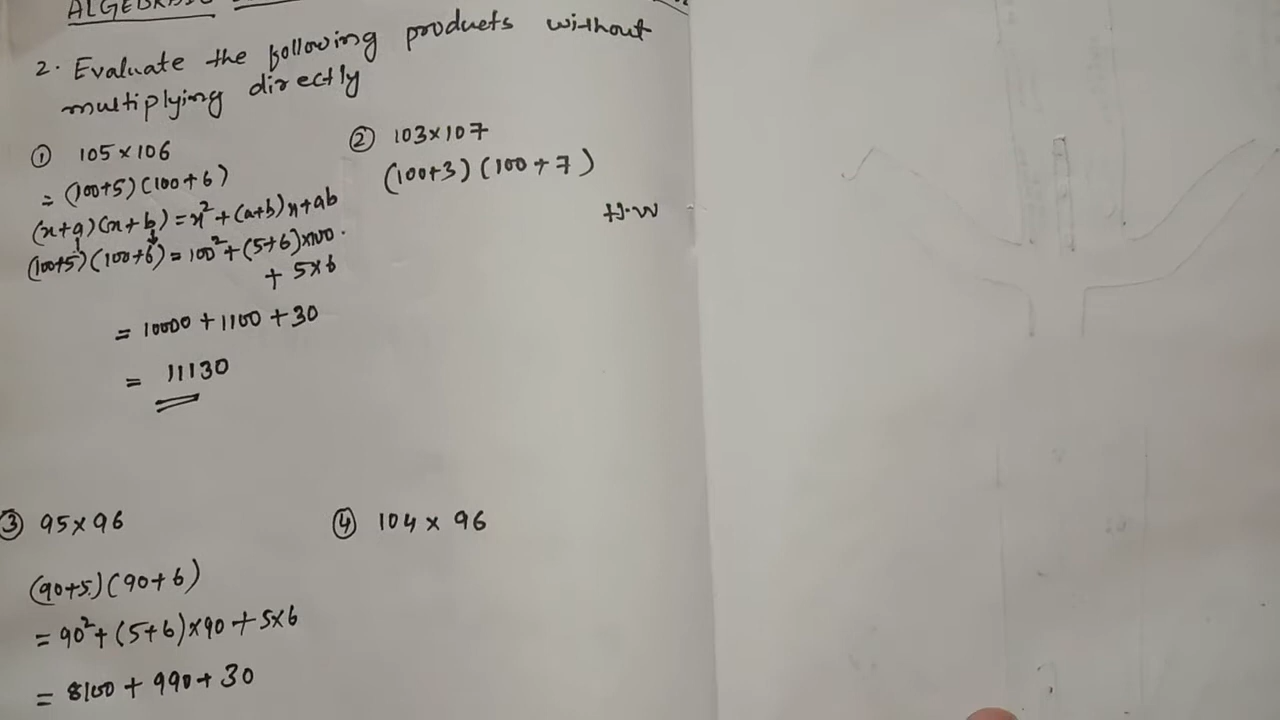 2. Evaluate the following products without
multiplying directly
① 105 × 106
= (100+5) (100+6)
(x+a)(x+b) = x² + (a+b)x + ab
(100+5) (100+6) = 100² + (5+6)×100.
+ 5×6
= 10000 + 1100 + 30
= 11130
② 103×107
(100+3) (100+7)
H.W
③ 95 × 96
(90+5) (90+6)
= 90² + (5+6)×90 + 5×6
= 8100 + 990 + 30
④ 104 × 96